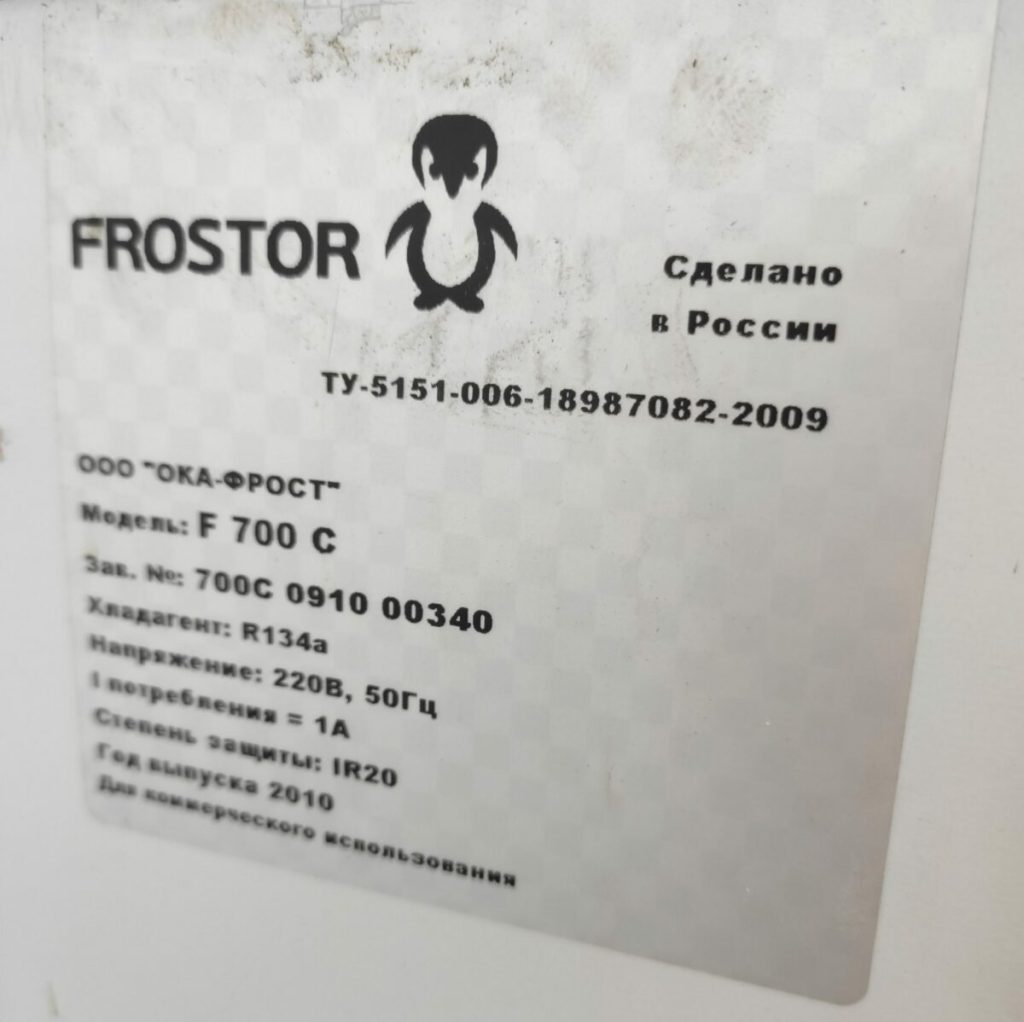 FROSTOR
Сделано
в России
ТУ-5151-006-18987082-2009
ООО "ОКА-ФРОСТ"
Модель: F 700 C
Зав. №: 700С 0910 00340
Хладагент: R134a
Напряжение: 220В, 50Гц
I потребления = 1А
Степень защиты: IR20
Год выпуска 2010
Для коммерческого использования